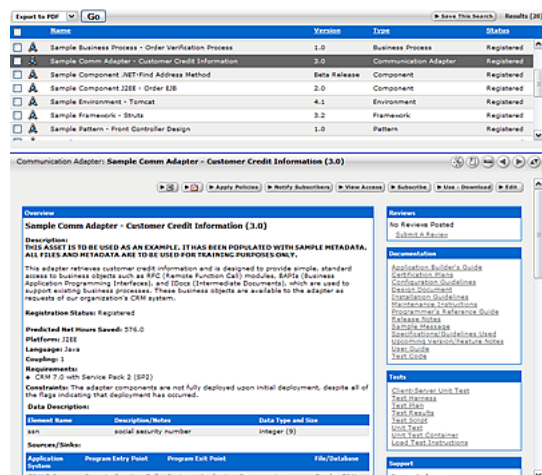 Export to PDF Go Save This Search Results (20)
Name Version Type Status
Sample Business Process - Order Verification Process 1.0 Business Process Registered
Sample Comm Adapter - Customer Credit Information 3.0 Communication Adapter Registered
Sample Component .NET-Find Address Method Beta Release Component Registered
Sample Component J2EE - Order EJB 2.0 Component Registered
Sample Environment - Tomcat 4.1 Environment Registered
Sample Framework - Struts 3.2 Framework Registered
Sample Pattern - Front Controller Design 1.0 Pattern Registered
Communication Adapter: Sample Comm Adapter - Customer Credit Information (3.0)
Apply Policies Notify Subscribers View Access Subscribe Use - Download Edit
Overview
Sample Comm Adapter - Customer Credit Information (3.0)
Description:
THIS ASSET IS TO BE USED AS AN EXAMPLE. IT HAS BEEN POPULATED WITH SAMPLE METADATA.
ALL FILES AND METADATA ARE TO BE USED FOR TRAINING PURPOSES ONLY.
This adapter retrieves customer credit information and is designed to provide simple, standard
access to business objects such as RFC (Remote Function Call) modules, BAPIs (Business
Application Programming Interfaces), and IDocs (Intermediate Documents), which are used to
support existing business processes. These business objects are available to the adapter as
requests of our organization's CRM system.
Registration Status: Registered
Predicted Net Hours Saved: 576.0
Platform: J2EE
Language: Java
Coupling: 1
Requirements:
CRM 7.0 with Service Pack 2 (SR2)
Constraints: The adapter components are not fully deployed upon initial deployment, despite all of
the flags indicating that deployment has occurred.
Data Description:
Element Name Description/Notes Data Type and Size
ssn social security number integer (9)
Sources/Sinks:
Application System Program Entry Point Program Exit Point File/Database
Reviews
No Reviews Posted
Submit A Review
Documentation
Application Builder's Guide
Certification Plans
Configuration Guidelines
Design Document
Installation Guidelines
Maintenance Instructions
Programmer's Reference Guide
Release Notes
Sample Message
Specifications/Guidelines Used
Upcoming Version/Feature Notes
User Guide
Test Code
Tests
Client-Server Unit Test
Test Harness
Test Plan
Test Results
Test Script
Unit Test
Unit Test Container
Load Test Instructions
Support